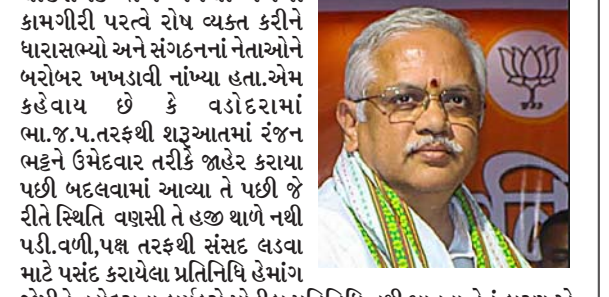 કામગીરી પરત્વે રોષ વ્યક્ત કરીને
ધારાસભ્યો અને સંગઠનનાં નેતાઓને
બરોબર ખખડાવી નાંખ્યા હતા.એમ
કહેવાય છે કે વડોદરામાં
ભા.જ.પ.તરફથી શરૂઆતમાં રંજન
ભટ્ટને ઉમેદવાર તરીકે જાહેર કરાયા
પછી બદલવામાં આવ્યા તે પછી જે
રીતે સ્થિતિ વણસી તે હજી થાળે નથી
પડી.વળી,પક્ષ તરફથી સંસદ લડવા
માટે પસંદ કરાયેલા પ્રતિનિધિ હેમાંગ